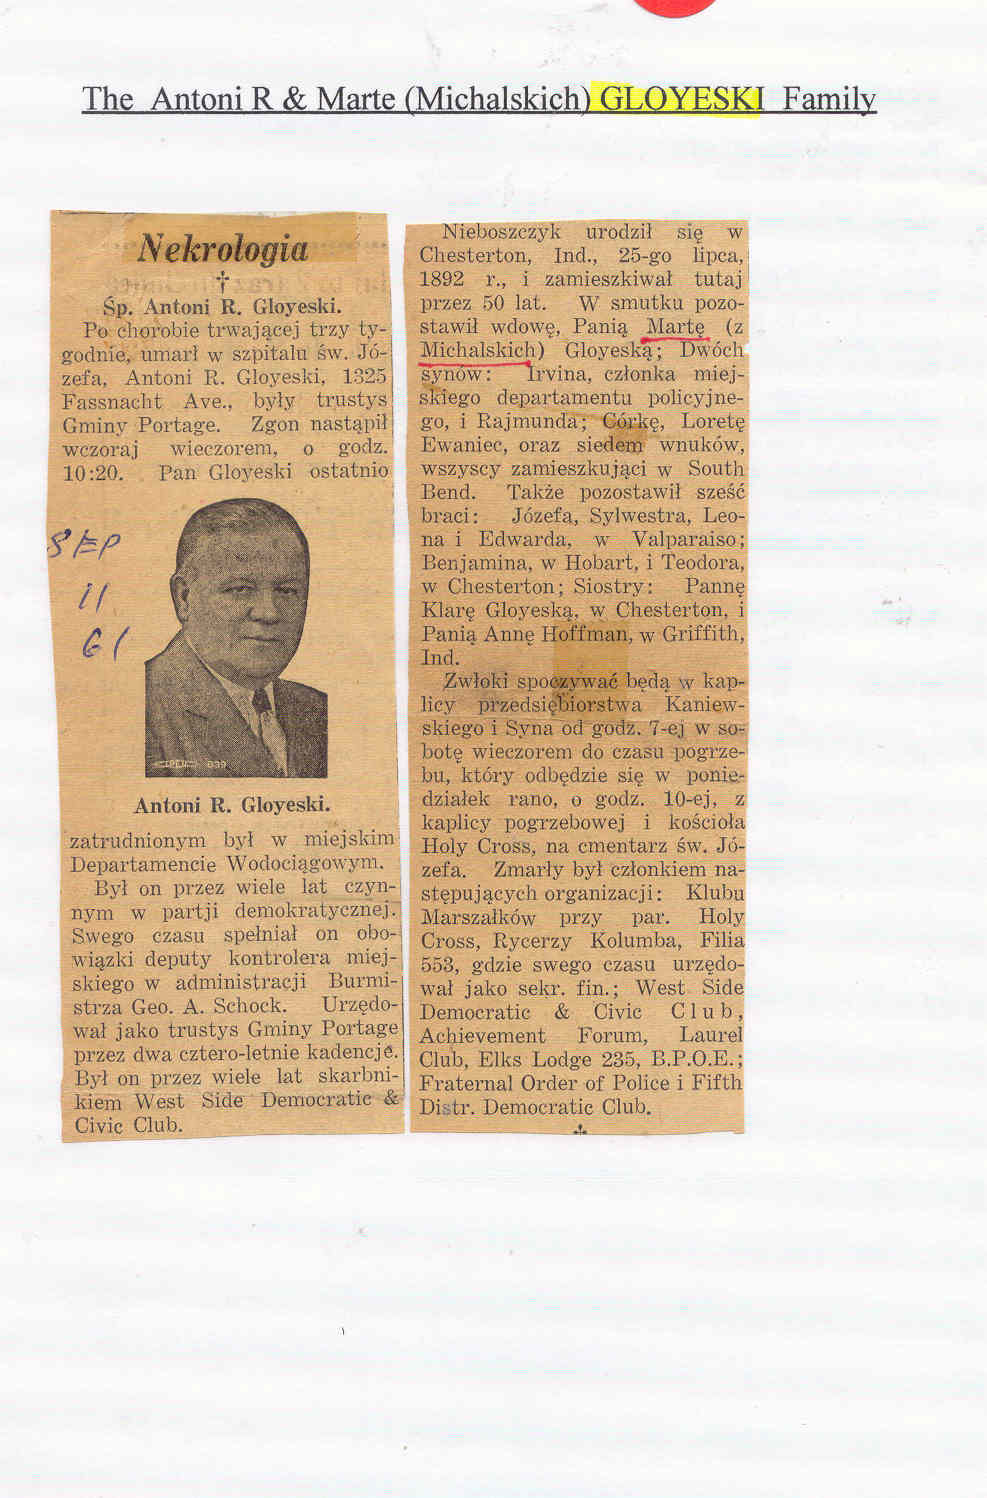 The Antoni R & Marte (Michalskich) GLOYESKI Family
Nekrologia
†
Śp. Antoni R. Gloyeski.
Po chorobie trwającej trzy ty-
godnie, umarł w szpitalu św. Jó-
zefa, Antoni R. Gloyeski, 1325
Fassnacht Ave., były trustys
Gminy Portage. Zgon nastąpił
wczoraj wieczorem, o godz.
10:20. Pan Gloyeski ostatnio
SEP
11
61
839
Antoni R. Gloyeski.
zatrudnionym był w miejskim
Departamencie Wodociągowym.
Był on przez wiele lat czyn-
nym w partji demokratycznej.
Swego czasu spełniał on obo-
wiązki deputy kontrolera miej-
skiego w administracji Burmi-
strza Geo. A. Schock. Urzędo-
wał jako trustys Gminy Portage
przez dwa cztero-letnie kadencje.
Był on przez wiele lat skarbni-
kiem West Side Democratic &
Civic Club.
Nieboszczyk urodził się w
Chesterton, Ind., 25-go lipca,
1892 r., i zamieszkiwał tutaj
przez 50 lat. W smutku pozo-
stawił wdowę, Panią Martę (z
Michalskich) Gloyeską; Dwóch
synów: Irvina, członka miej-
skiego departamentu policyjne-
go, i Rajmunda; Córkę, Loretę
Ewaniec, oraz siedem wnuków,
wszyscy zamieszkujący w South
Bend. Także pozostawił sześć
braci: Józefa, Sylwestra, Leo-
na i Edwarda, w Valparaiso;
Benjamina, w Hobart, i Teodora,
w Chesterton; Siostry: Pannę
Klarę Gloyeską, w Chesterton, i
Panią Annę Hoffman, w Griffith,
Ind.
Zwłoki spoczywać będą w kap-
licy przedsiębiorstwa Kaniew-
skiego i Syna od godz. 7-ej w so-
botę wieczorem do czasu pogrze-
bu, który odbędzie się w ponie-
działek rano, o godz. 10-ej, z
kaplicy pogrzebowej i kościoła
Holy Cross, na cmentarz św. Jó-
zefa. Zmarły był członkiem na-
stępujących organizacji: Klubu
Marszałków przy par. Holy
Cross, Rycerzy Kolumba, Filia
553, gdzie swego czasu urzędo-
wał jako sekr. fin.; West Side
Democratic & Civic Club,
Achievement Forum, Laurel
Club, Elks Lodge 235, B.P.O.E.;
Fraternal Order of Police i Fifth
Distr. Democratic Club.